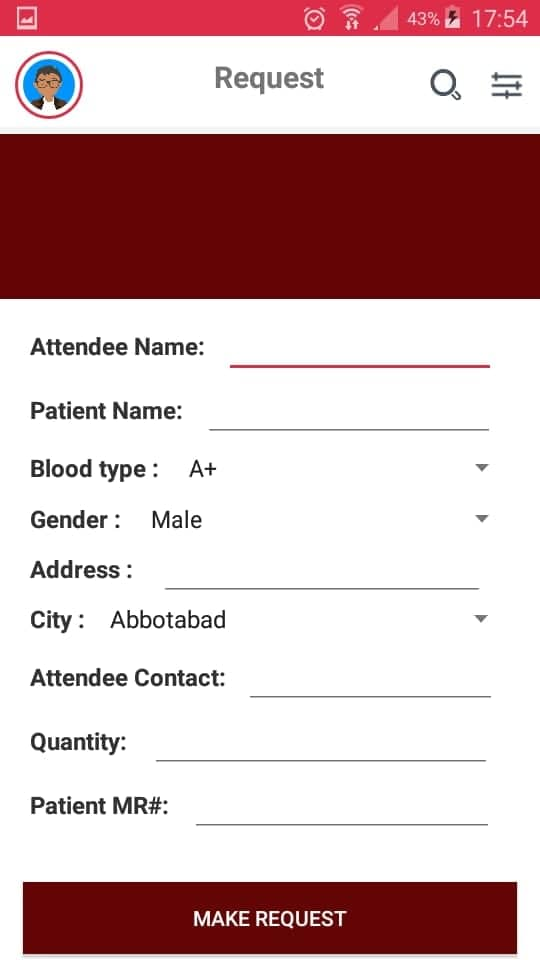 43% 17:54
Request
Attendee Name:
Patient Name:
Blood type : A+
Gender : Male
Address :
City : Abbotabad
Attendee Contact:
Quantity:
Patient MR#:
MAKE REQUEST